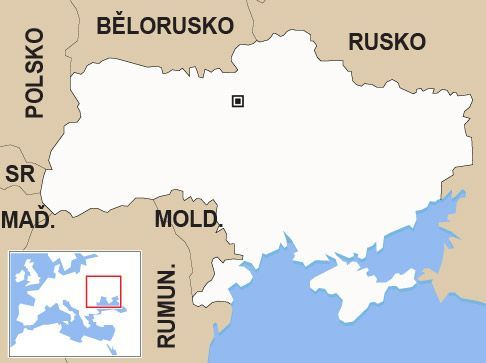 BĚLORUSKO
RUSKO
POLSKO
SR
MAĎ.
MOLD.
RUMUN.